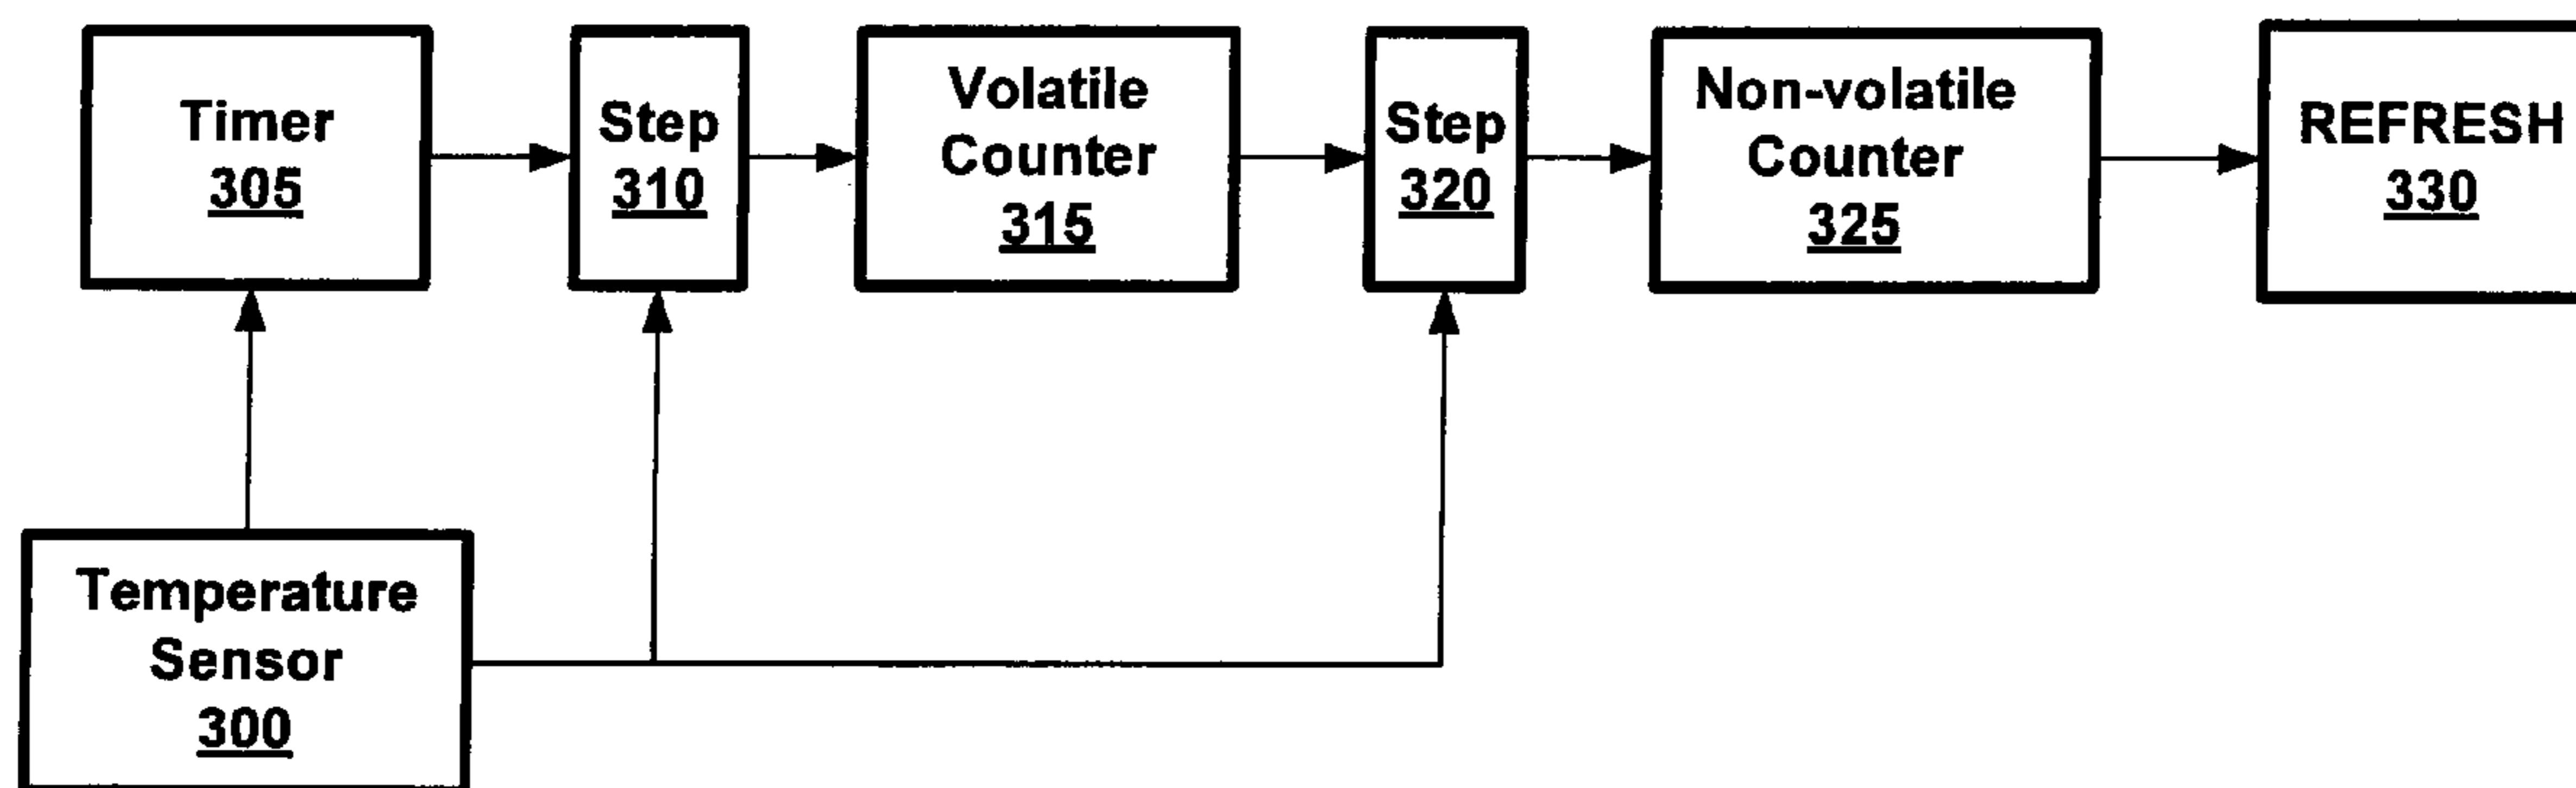 Timer
305
Step
310
Volatile
Counter
315
Step
320
Non-volatile
Counter
325
REFRESH
330
Temperature
Sensor
300